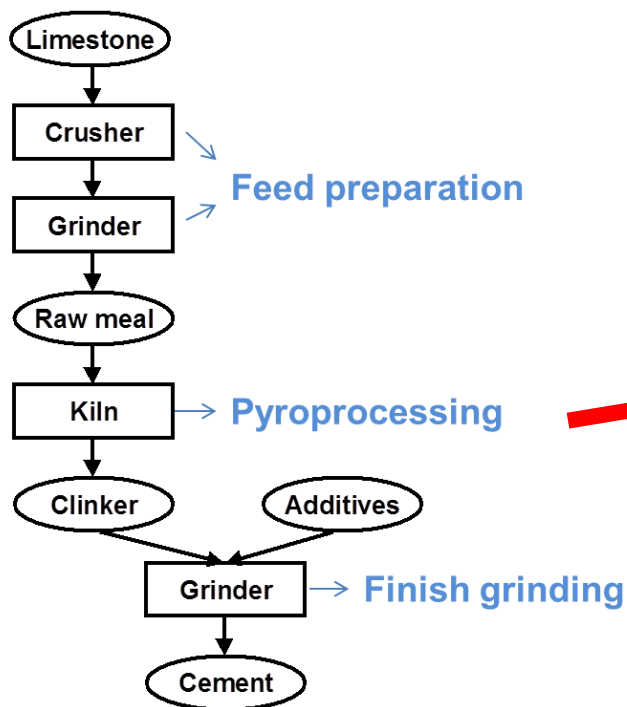 Limestone
Crusher
Feed preparation
Grinder
Raw meal
Kiln
Pyroprocessing
Clinker
Additives
Grinder
Finish grinding
Cement